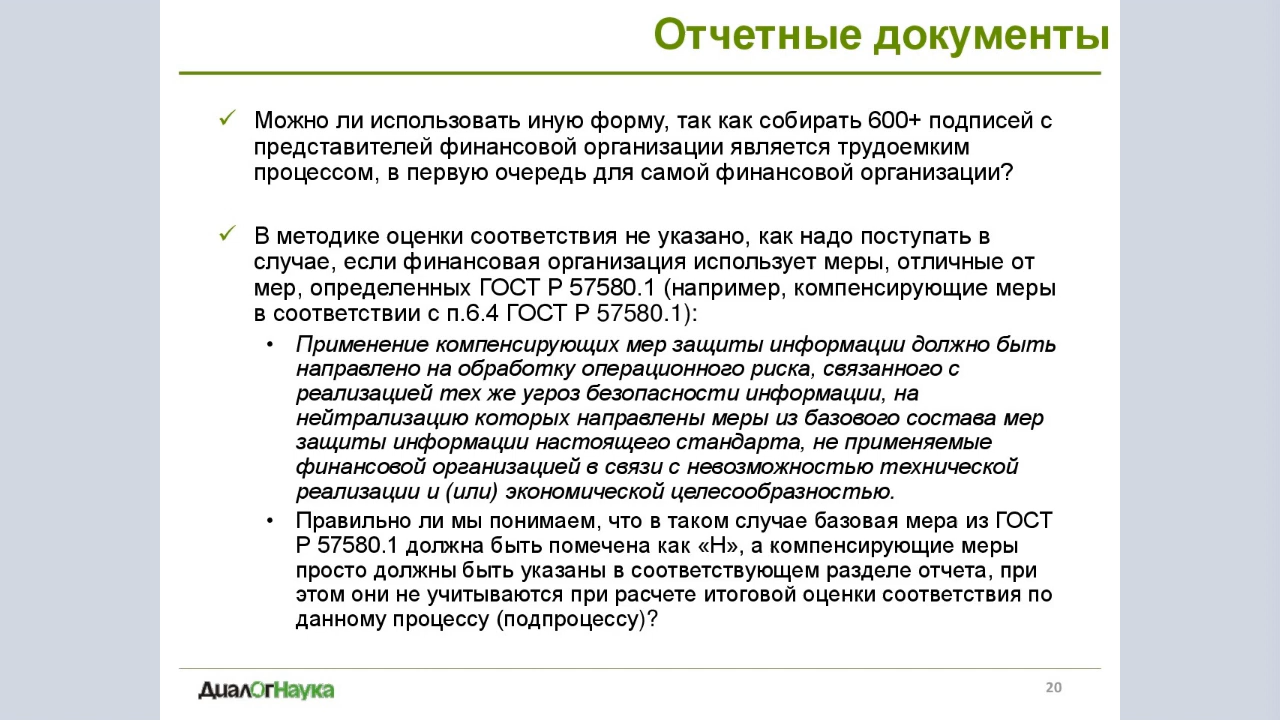 Отчетные документы
✓ Можно ли использовать иную форму, так как собирать 600+ подписей с
представителей финансовой организации является трудоемким
процессом, в первую очередь для самой финансовой организации?
✓ В методике оценки соответствия не указано, как надо поступать в
случае, если финансовая организация использует меры, отличные от
мер, определенных ГОСТ Р 57580.1 (например, компенсирующие меры
в соответствии с п.6.4 ГОСТ Р 57580.1):
• Применение компенсирующих мер защиты информации должно быть
направлено на обработку операционного риска, связанного с
реализацией тех же угроз безопасности информации, на
нейтрализацию которых направлены меры из базового состава мер
защиты информации настоящего стандарта, не применяемые
финансовой организацией в связи с невозможностью технической
реализации и (или) экономической целесообразностью.
• Правильно ли мы понимаем, что в таком случае базовая мера из ГОСТ
Р 57580.1 должна быть помечена как «Н», а компенсирующие меры
просто должны быть указаны в соответствующем разделе отчета, при
этом они не учитываются при расчете итоговой оценки соответствия по
данному процессу (подпроцессу)?
ДиалОгНаука
20